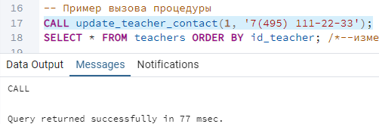 16 -- Пример вызова процедуры
17 CALL update_teacher_contact(1, '7(495) 111-22-33');
18 SELECT * FROM teachers ORDER BY id_teacher; /*--изме
Data Output Messages Notifications
CALL
Query returned successfully in 77 msec.